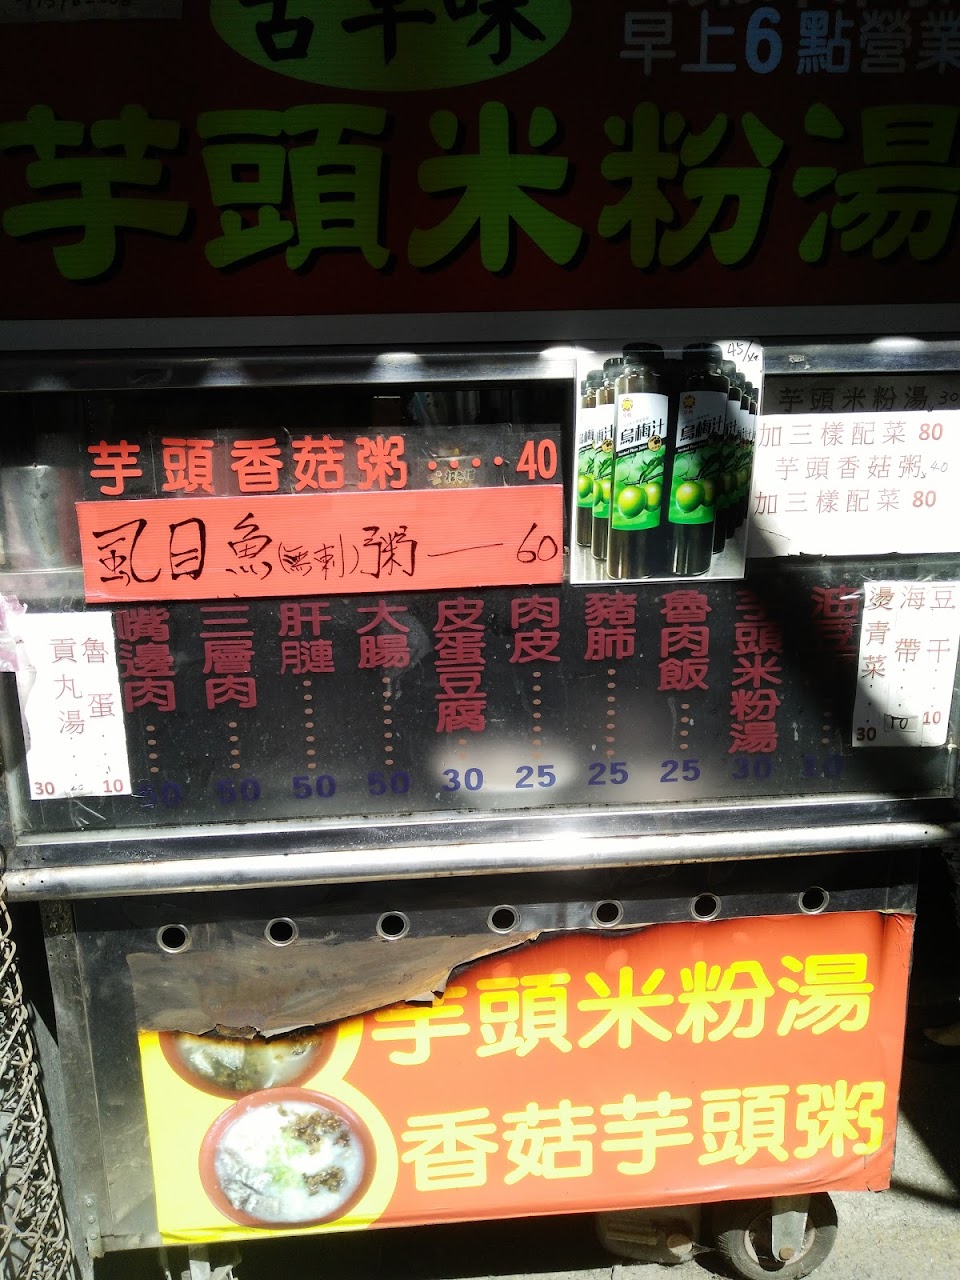 古早味
早上6點營業
芋頭米粉湯
芋頭香菇粥····40
虱目魚(無刺)粥—60
烏梅汁
烏梅汁
45/
芋頭米粉湯。30
加三樣配菜 80
芋頭香菇粥。40
加三樣配菜 80
魯蛋 10
貢丸湯 30
嘴邊肉 50
三層肉 50
肝腱 50
大腸 50
皮蛋豆腐 30
肉皮 25
豬肺 25
魯肉飯 25
芋頭米粉湯 30
10
豆干 10
海帶 10
燙青菜 30
芋頭米粉湯
香菇芋頭粥